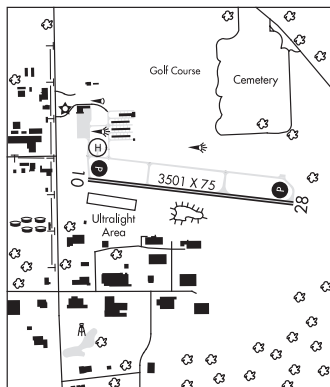 Golf Course
Cemetery
H
P
10
3501 X 75
P
28
Ultralight
Area